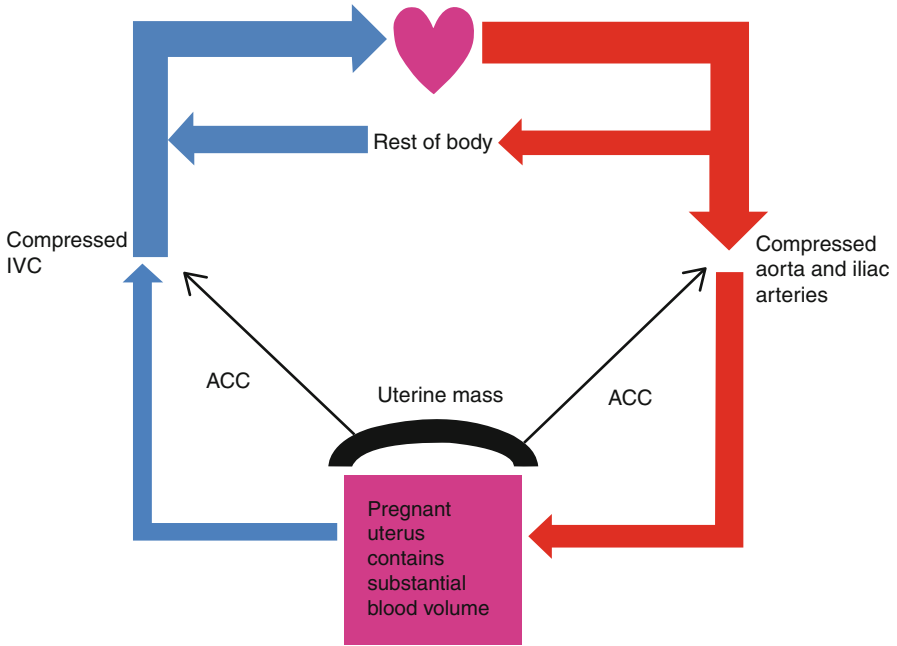 Rest of body
Compressed
IVC
Compressed
aorta and iliac
arteries
ACC
Uterine mass
ACC
Pregnant
uterus
contains
substantial
blood volume